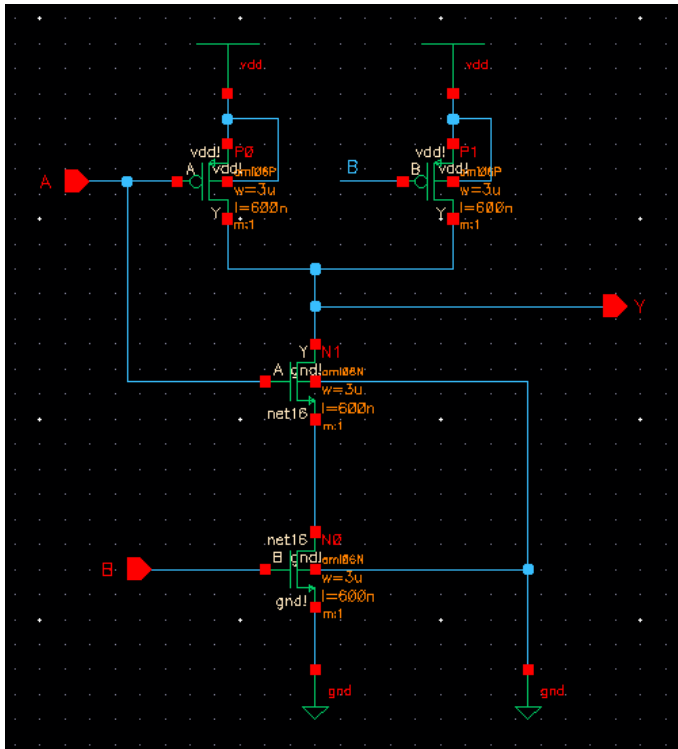 vdd
vdd
vdd!
P0
vdd!
P1
A
A
vdd!
ami06P
B
B
vdd!
ami06P
w=3u
w=3u
l=600n
l=600n
Y
m:1
Y
m:1
Y
Y
N1
A
gnd!
ami06N
w=3u
l=600n
net16
m:1
net16
N0
B
B
gnd!
ami06N
w=3u
l=600n
gnd!
m:1
gnd
gnd